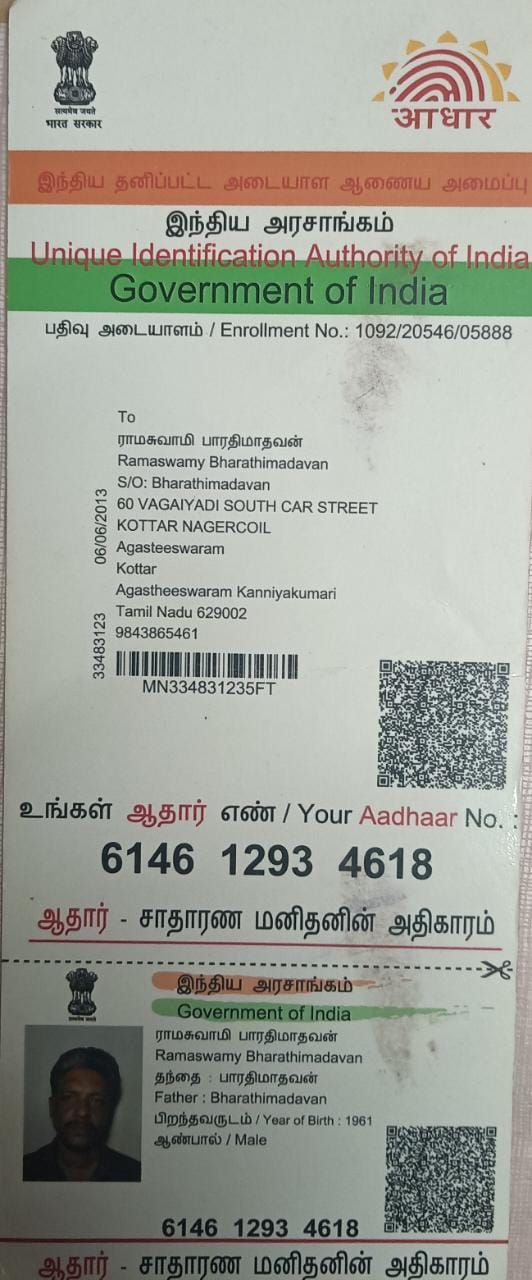 सत्यमेव जयते
भारत सरकार
आधार
இந்திய தனிப்பட்ட அடையாள ஆணைய அமைப்பு
இந்திய அரசாங்கம்
Unique Identification Authority of India
Government of India
பதிவு அடையாளம் / Enrollment No.: 1092/20546/05888
To
ராமசுவாமி பாரதிமாதவன்
Ramaswamy Bharathimadavan
S/O: Bharathimadavan
60 VAGAIYADI SOUTH CAR STREET
KOTTAR NAGERCOIL
Agasteeswaram
Kottar
Agastheeswaram Kanniyakumari
Tamil Nadu 629002
9843865461
06/06/2013
33483123
MN334831235FT
உங்கள் ஆதார் எண் / Your Aadhaar No. :
6146 1293 4618
ஆதார் - சாதாரண மனிதனின் அதிகாரம்
இந்திய அரசாங்கம்
Government of India
ராமசுவாமி பாரதிமாதவன்
Ramaswamy Bharathimadavan
தந்தை : பாரதிமாதவன்
Father : Bharathimadavan
பிறந்தவருடம் / Year of Birth : 1961
ஆண்பால் / Male
6146 1293 4618
ஆதார் - சாதாரண மனிதனின் அதிகாரம்